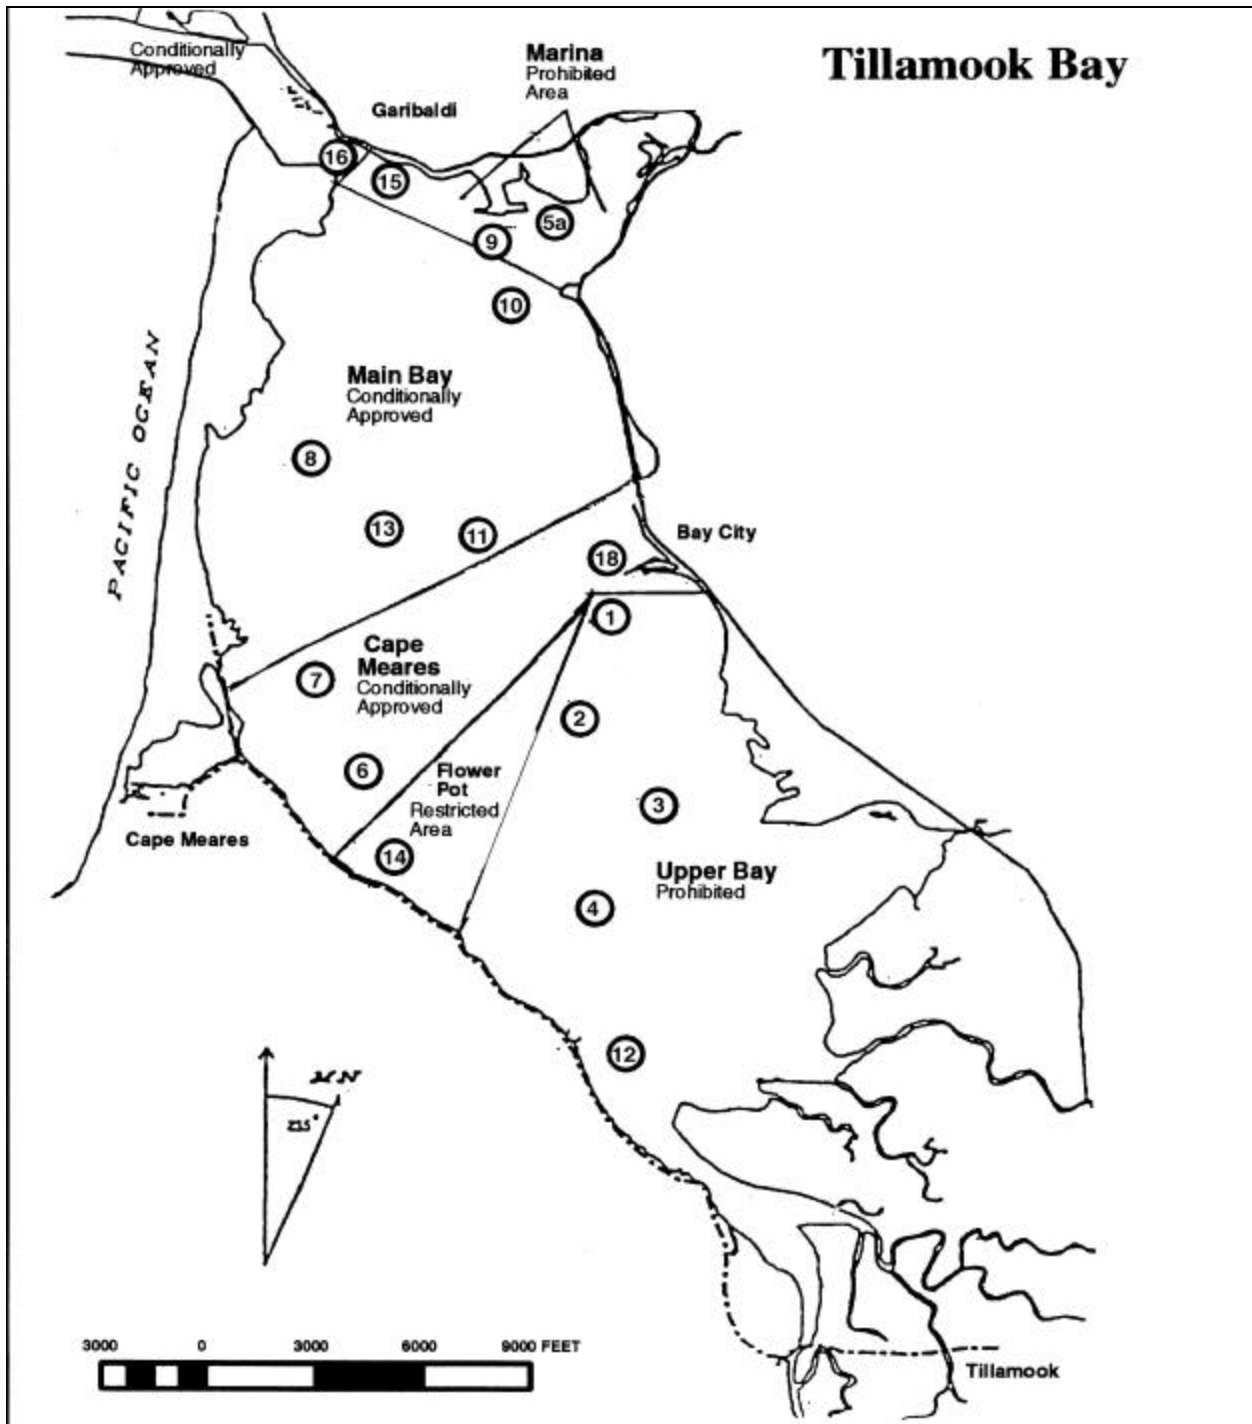 Tillamook Bay
Conditionally
Approved
Marina
Prohibited
Area
Garibaldi
16
15
5a
9
10
Main Bay
Conditionally
Approved
PACIFIC OCEAN
8
13
11
Bay City
18
1
Cape
Meares
Conditionally
Approved
7
2
6
Flower
Pot
Restricted
Area
3
Cape Meares
14
Upper Bay
Prohibited
4
12
MN
3000 0 3000 6000 9000 FEET
Tillamook